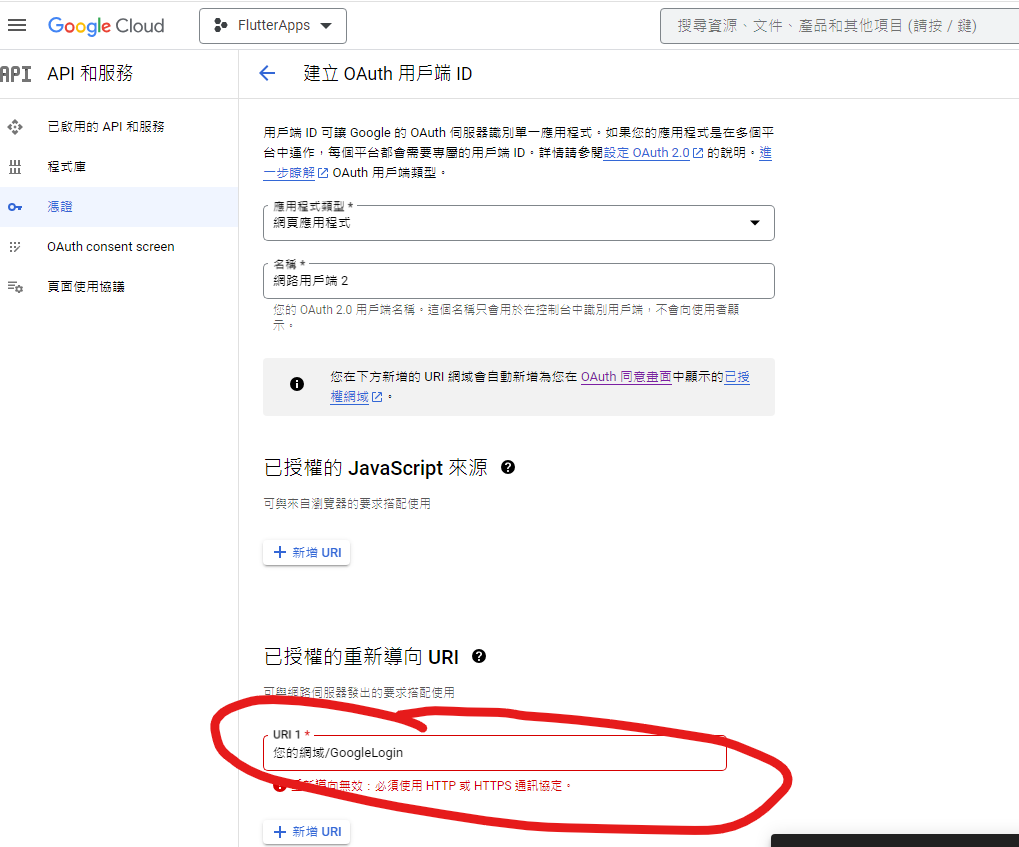 Google Cloud
FlutterApps
搜尋資源、文件、產品和其他項目 (請按 / 鍵)
API
API 和服務
建立 OAuth 用戶端 ID
已啟用的 API 和服務
程式庫
憑證
OAuth consent screen
頁面使用協議
用戶端 ID 可讓 Google 的 OAuth 伺服器識別單一應用程式。如果您的應用程式是在多個平
台中運作，每個平台都會需要專屬的用戶端 ID。詳情請參閱設定 OAuth 2.0 的說明。進
一步瞭解 OAuth 用戶端類型。
應用程式類型 *
網頁應用程式
名稱 *
網路用戶端 2
您的 OAuth 2.0 用戶端名稱。這個名稱只會用於在控制台中識別用戶端，不會向使用者顯
示。
您在下方新增的 URI 網域會自動新增為您在 OAuth 同意畫面中顯示的已授
權網域。
已授權的 JavaScript 來源
可與來自瀏覽器的要求搭配使用
新增 URI
已授權的重新導向 URI
可與網路伺服器發出的要求搭配使用
URI 1 *
您的網域/GoogleLogin
重新導向無效：必須使用 HTTP 或 HTTPS 通訊協定。
新增 URI